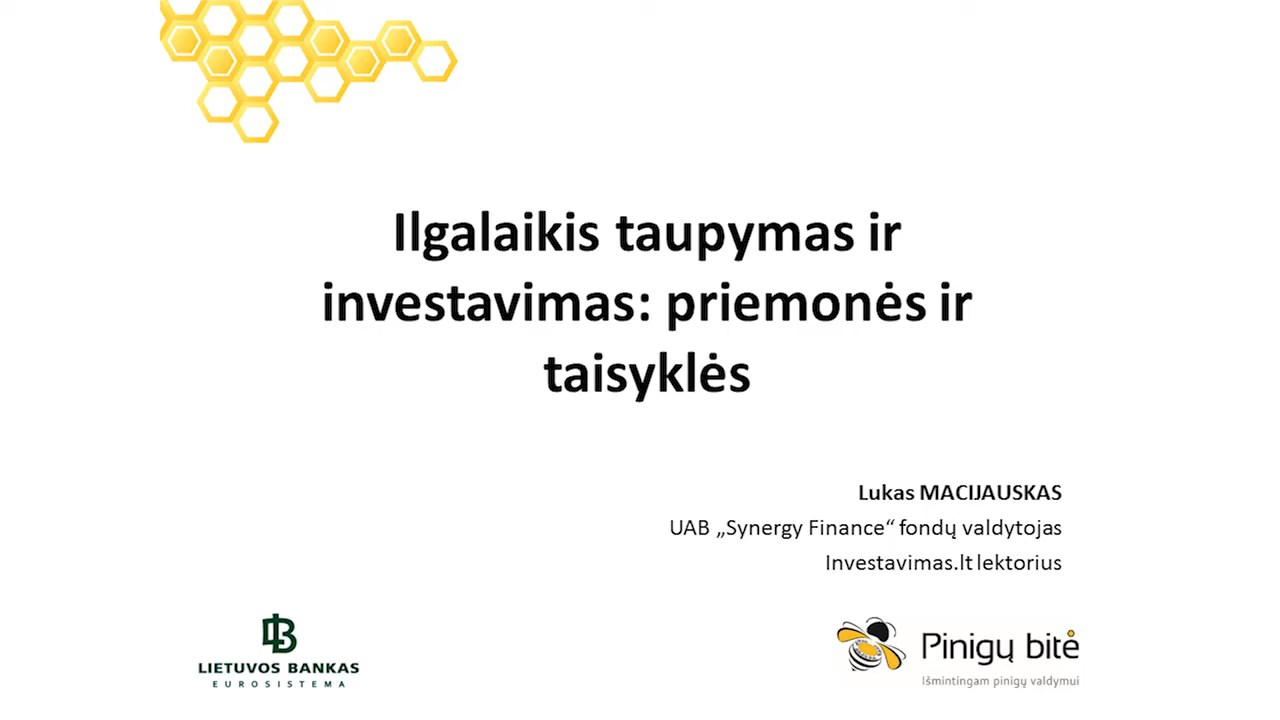 Ilgalaikis taupymas ir
investavimas: priemonės ir
taisyklės
Lukas MACIJAUSKAS
UAB „Synergy Finance“ fondų valdytojas
Investavimas.lt lektorius
LIETUVOS BANKAS
EUROSISTEMA
Pinigų bitė
Išmintingam pinigų valdymui